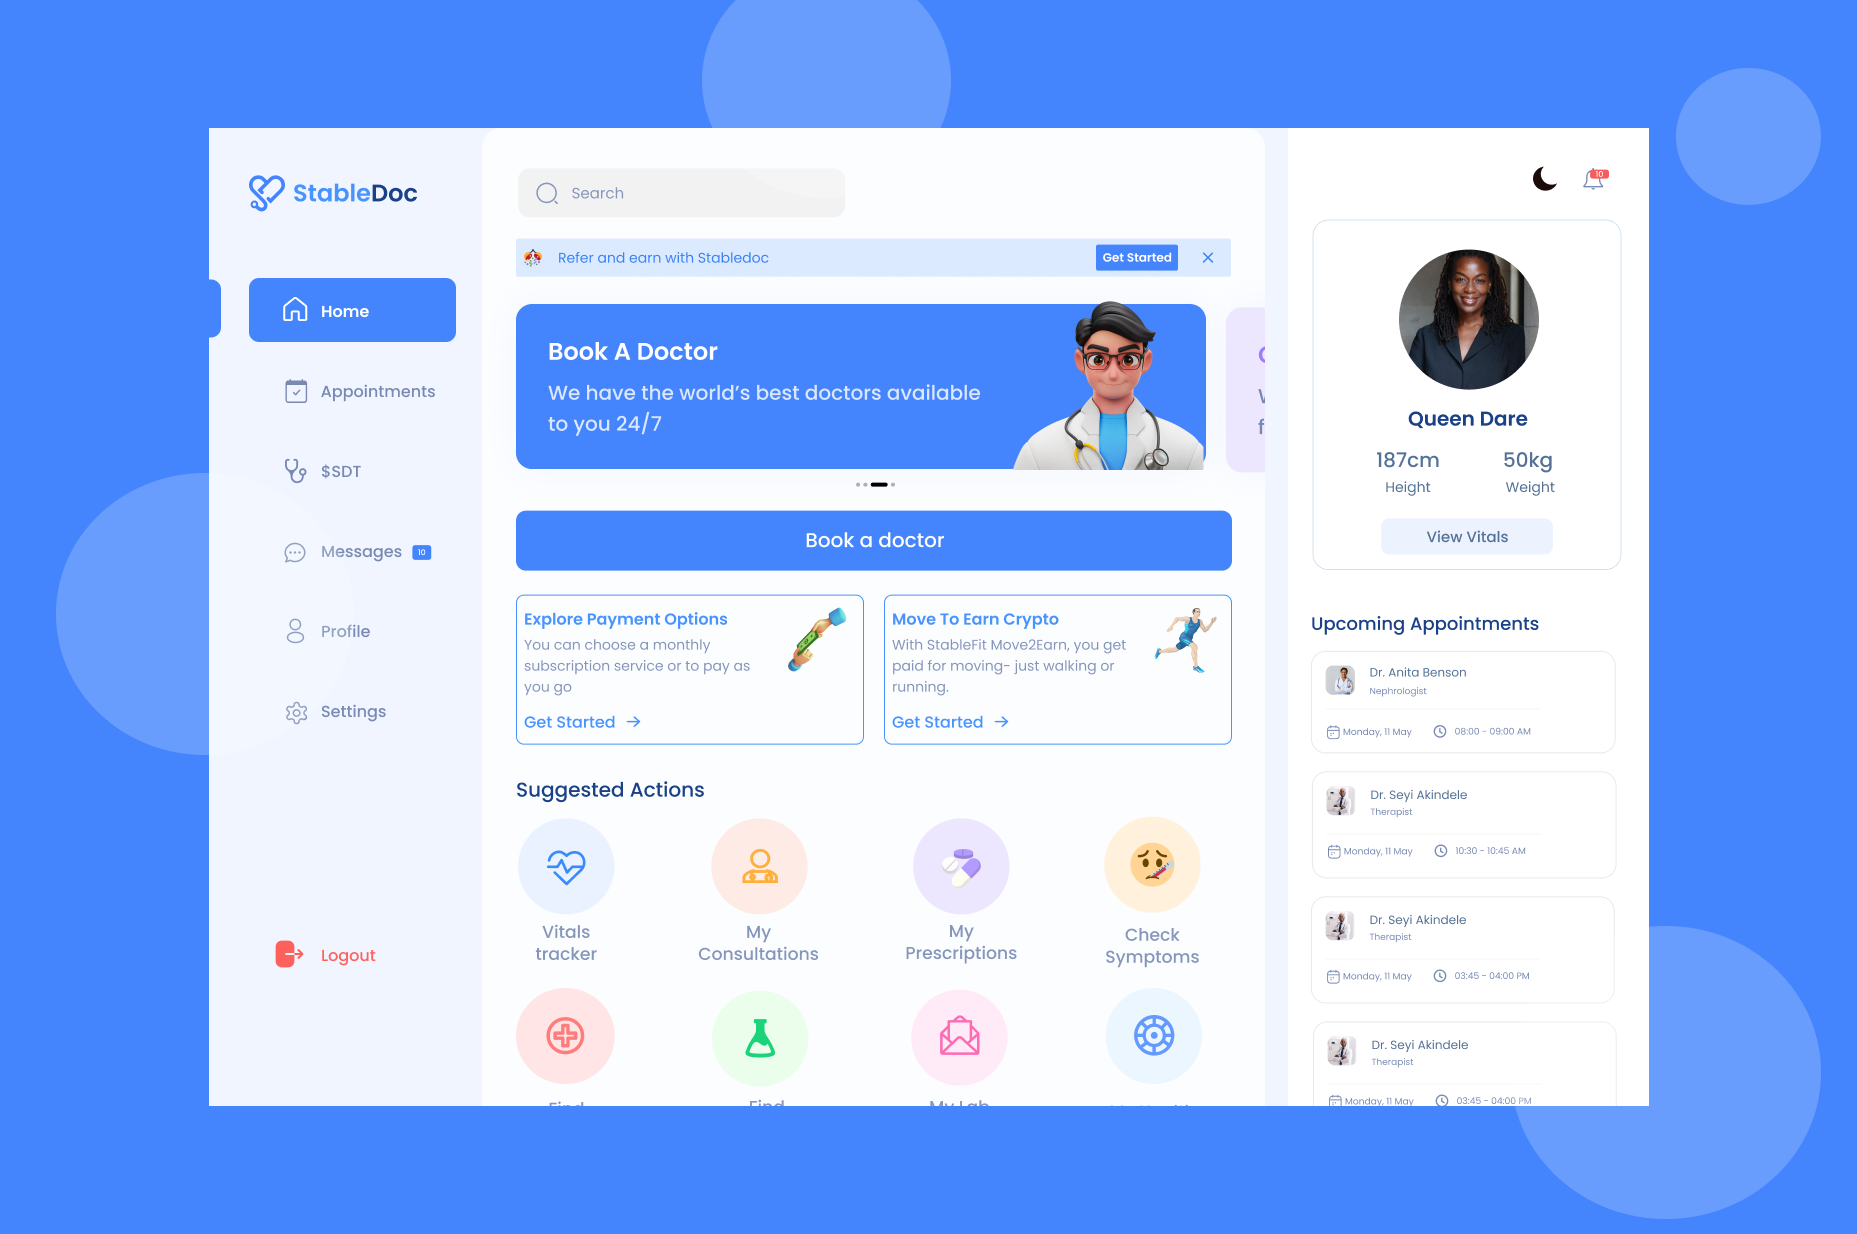 StableDoc
Home
Appointments
$SDT
Messages 10
Profile
Settings
Logout
Search
Refer and earn with Stabledoc
Get Started
Book A Doctor
We have the world's best doctors available
to you 24/7
Book a doctor
Explore Payment Options
You can choose a monthly
subscription service or to pay as
you go
Get Started
Move To Earn Crypto
With StableFit Move2Earn, you get
paid for moving- just walking or
running.
Get Started
Suggested Actions
Vitals
tracker
My
Consultations
My
Prescriptions
Check
Symptoms
Find
Find
My Lab
10
Queen Dare
187cm
Height
50kg
Weight
View Vitals
Upcoming Appointments
Dr. Anita Benson
Nephrologist
Monday, 11 May
08:00 - 09:00 AM
Dr. Seyi Akindele
Therapist
Monday, 11 May
10:30 - 10:45 AM
Dr. Seyi Akindele
Therapist
Monday, 11 May
03:45 - 04:00 PM
Dr. Seyi Akindele
Therapist
Monday, 11 May
03:45 - 04:00 PM